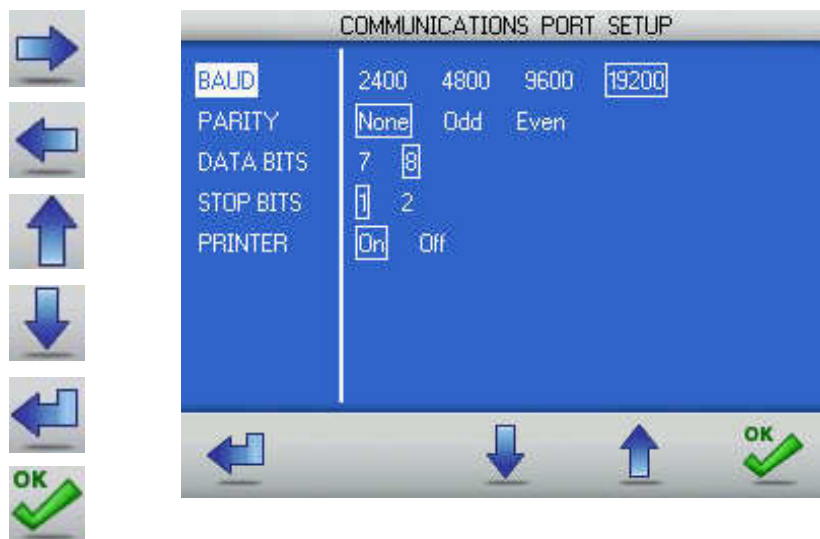 COMMUNICATIONS PORT SETUP
BAUD 2400 4800 9600 19200
PARITY None Odd Even
DATA BITS 7 8
STOP BITS 1 2
PRINTER On Off
OK
OK